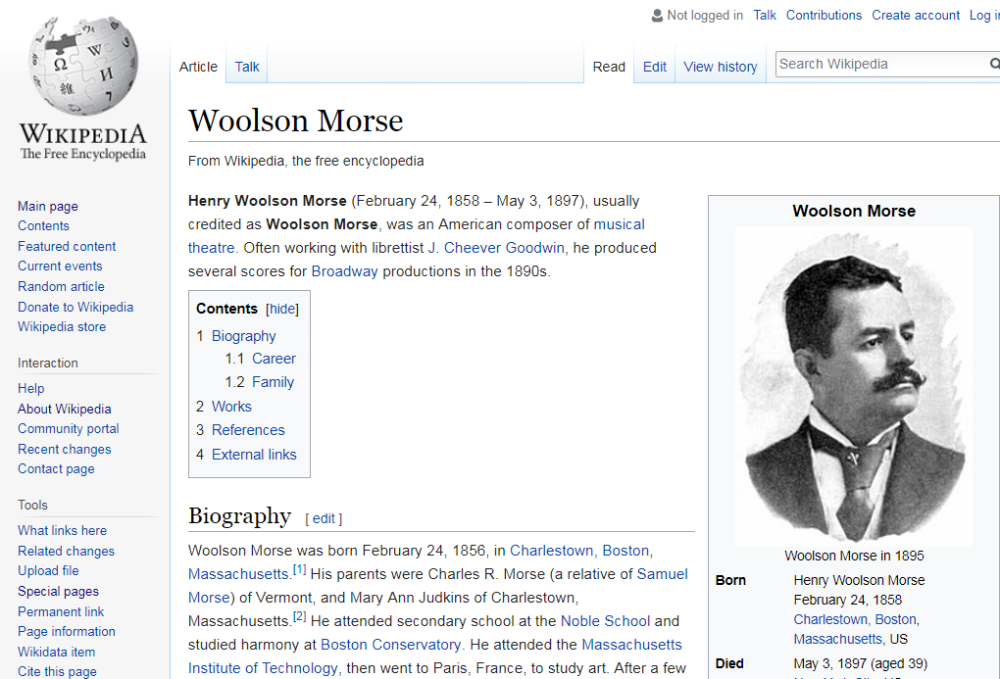 Not logged in Talk Contributions Create account Log in
Article Talk Read Edit View history Search Wikipedia
WIKIPEDIA
The Free Encyclopedia
Main page
Contents
Featured content
Current events
Random article
Donate to Wikipedia
Wikipedia store
Interaction
Help
About Wikipedia
Community portal
Recent changes
Contact page
Tools
What links here
Related changes
Upload file
Special pages
Permanent link
Page information
Wikidata item
Cite this page
Woolson Morse
From Wikipedia, the free encyclopedia
Henry Woolson Morse (February 24, 1858 – May 3, 1897), usually
credited as Woolson Morse, was an American composer of musical
theatre. Often working with librettist J. Cheever Goodwin, he produced
several scores for Broadway productions in the 1890s.
Contents [hide]
1 Biography
1.1 Career
1.2 Family
2 Works
3 References
4 External links
Biography [ edit ]
Woolson Morse was born February 24, 1856, in Charlestown, Boston,
Massachusetts.[1] His parents were Charles R. Morse (a relative of Samuel
Morse) of Vermont, and Mary Ann Judkins of Charlestown,
Massachusetts.[2] He attended secondary school at the Noble School and
studied harmony at Boston Conservatory. He attended the Massachusetts
Institute of Technology, then went to Paris, France, to study art. After a few
Woolson Morse
Woolson Morse in 1895
Born Henry Woolson Morse
February 24, 1858
Charlestown, Boston,
Massachusetts, US
Died May 3, 1897 (aged 39)